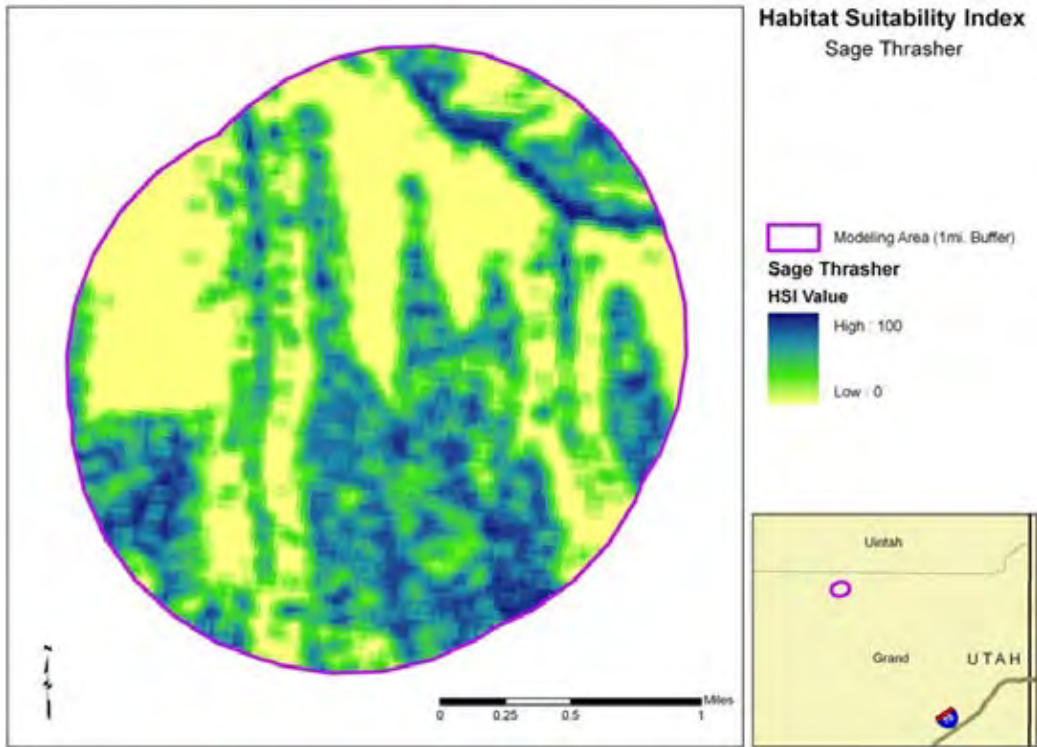 Habitat Suitability Index
Sage Thrasher
Modeling Area (1mi. Buffer)
Sage Thrasher
HSI Value
High : 100
Low : 0
Uintah
Grand
UTAH
Miles
0 0.25 0.5 1